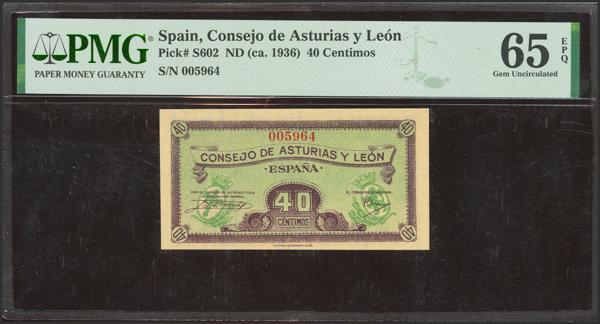 PMG®
PAPER MONEY GUARANTY
Spain, Consejo de Asturias y León
Pick# S602 ND (ca. 1936) 40 Centimos
S/N 005964
65 EPQ
Gem Uncirculated
40 40
005964
CONSEJO DE ASTURIAS Y LEÓN
· ESPAÑA ·
40
CENTIMOS
40 40